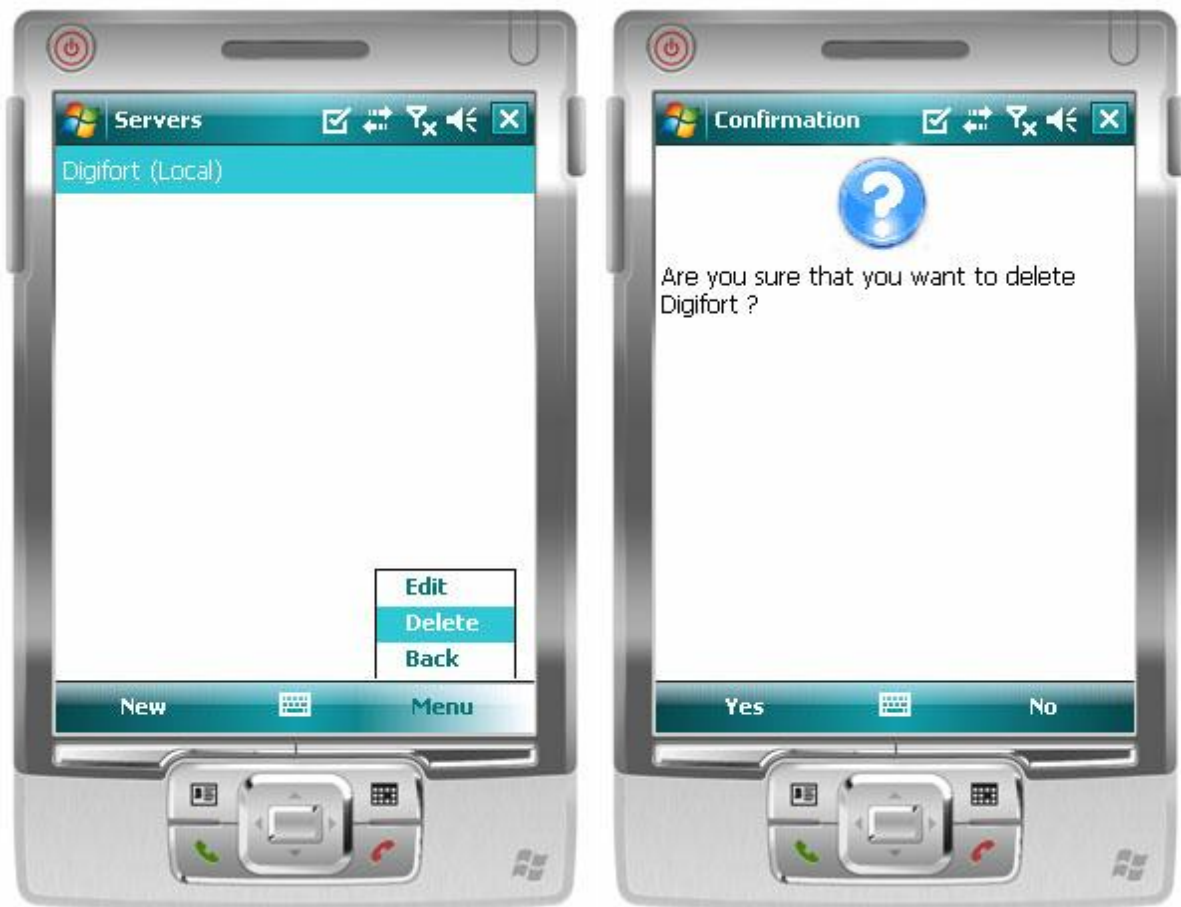 Servers
Digifort (Local)
Edit
Delete
Back
New
Menu
Confirmation
Are you sure that you want to delete
Digifort ?
Yes
No